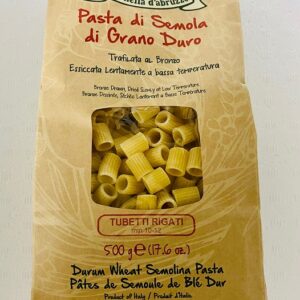 d'abruzzo
Pasta di Semola
di Grano Duro
Trafilata al Bronzo
Essiccata Lentamente a bassa temperatura
Bronze Drawn, Dried Slowly at Low Temperature
TUBETTI RIGATI
500 g e (17,6 oz.)
Durum Wheat Semolina Pasta
Pâtes de Semoule de Blé Dur
Product of Italy / Produit d'Italie